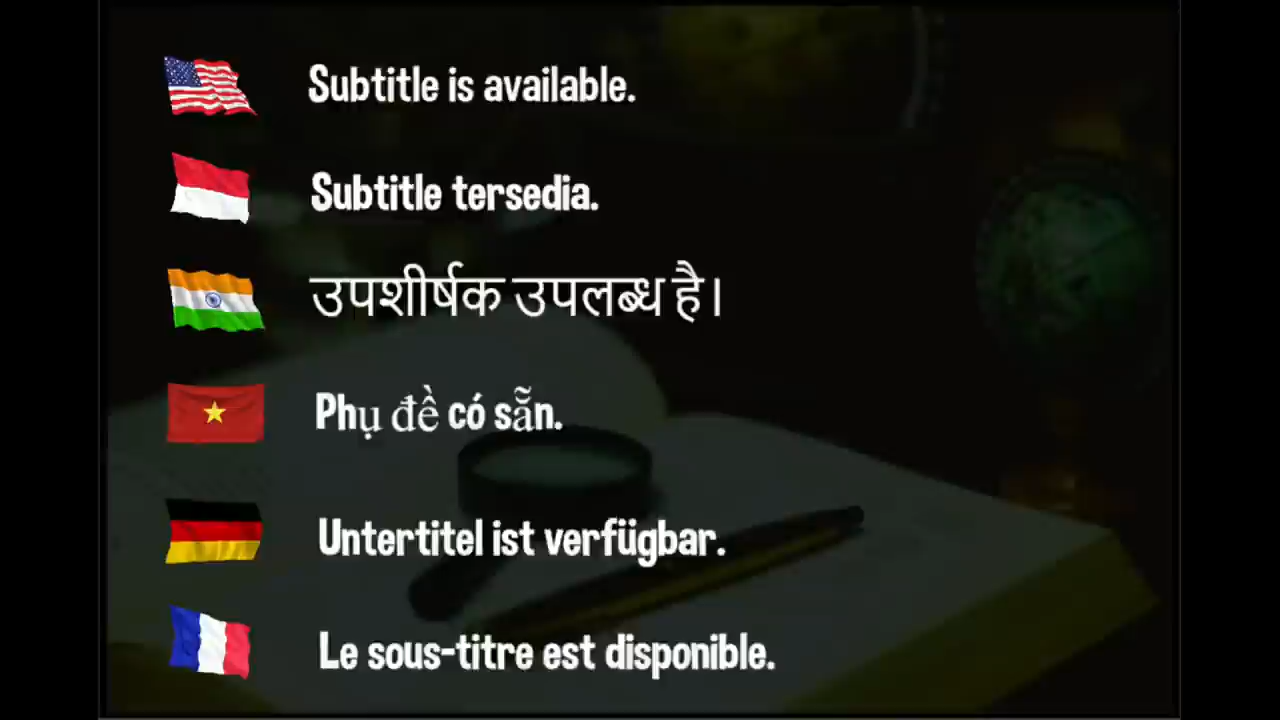 Subtitle is available.
Subtitle tersedia.
उपशीर्षक उपलब्ध है।
Phụ đề có sẵn.
Untertitel ist verfügbar.
Le sous-titre est disponible.